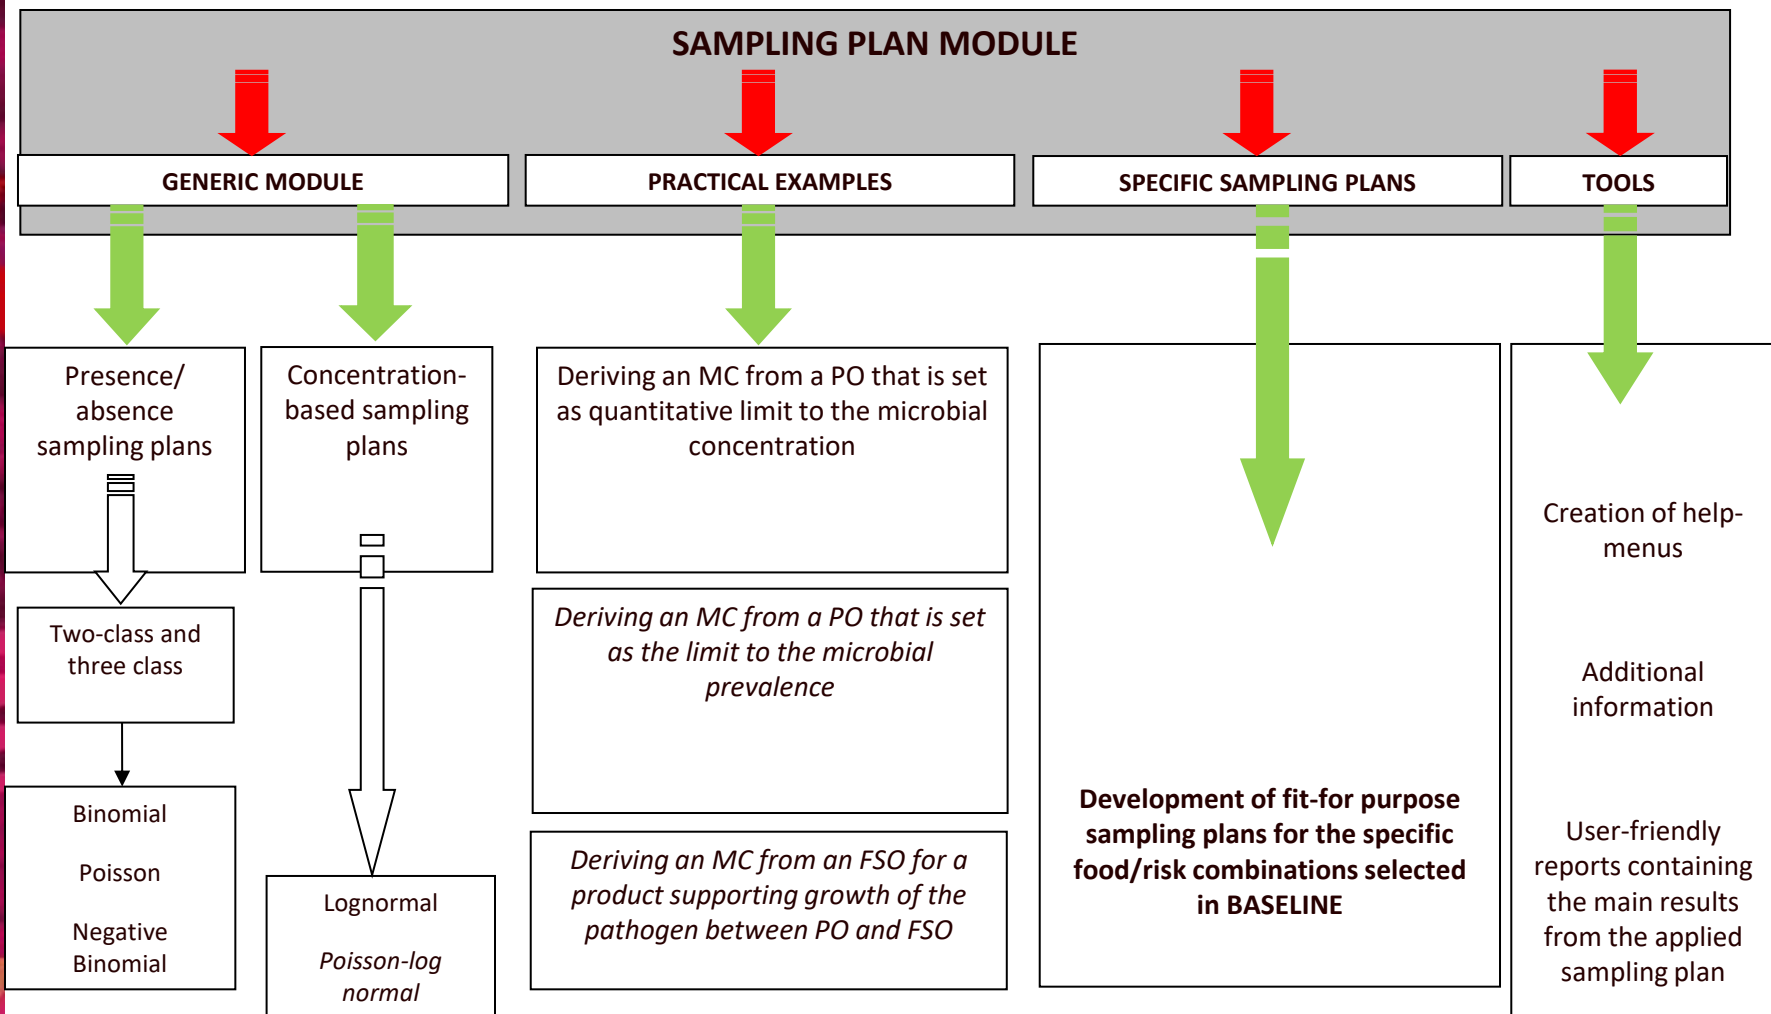 SAMPLING PLAN MODULE
GENERIC MODULE
PRACTICAL EXAMPLES
SPECIFIC SAMPLING PLANS
TOOLS
Presence/
absence
sampling plans
Two-class and
three class
Binomial
Poisson
Negative
Binomial
Concentration-
based sampling
plans
Lognormal
Poisson-log
normal
Deriving an MC from a PO that is set
as quantitative limit to the microbial
concentration
Deriving an MC from a PO that is set
as the limit to the microbial
prevalence
Deriving an MC from an FSO for a
product supporting growth of the
pathogen between PO and FSO
Development of fit-for purpose
sampling plans for the specific
food/risk combinations selected
in BASELINE
Creation of help-
menus
Additional
information
User-friendly
reports containing
the main results
from the applied
sampling plan